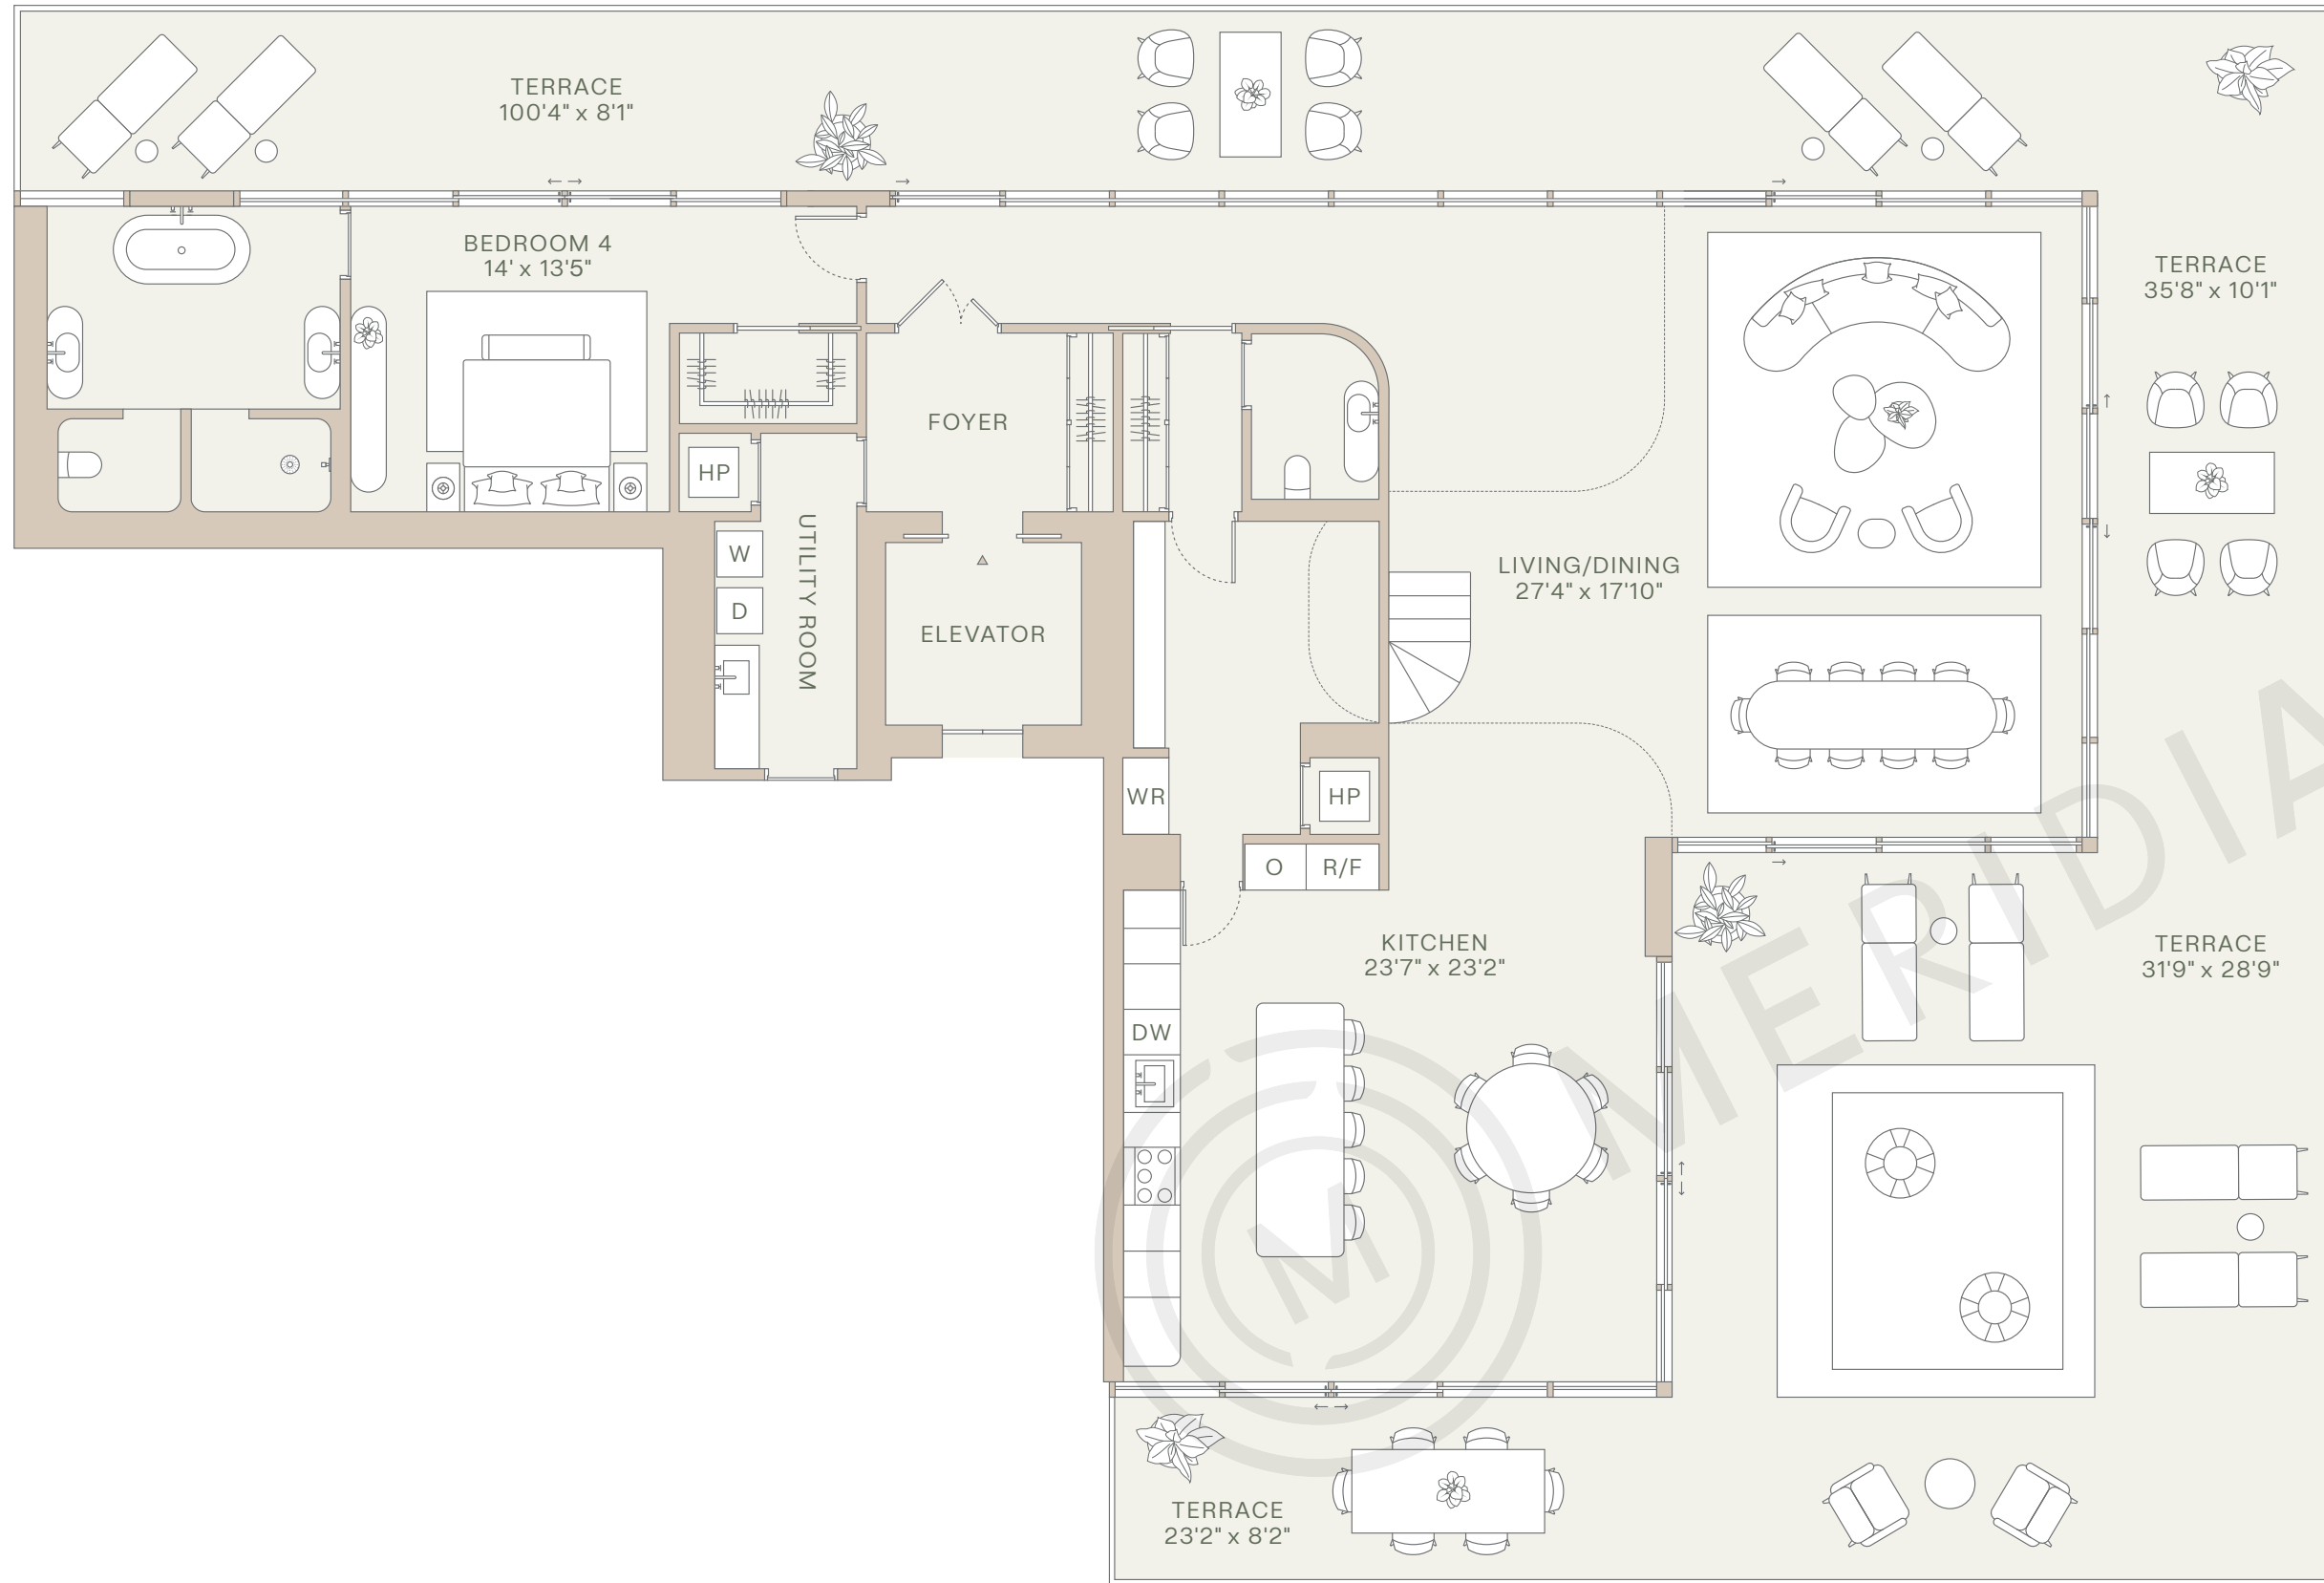 TERRACE
100'4" x 8'1"
BEDROOM 4
14' x 13'5"
TERRACE
35'8" x 10'1"
FOYER
HP
UTILITY ROOM
W
D
ELEVATOR
LIVING/DINING
27'4" x 17'10"
WR
HP
O
R/F
KITCHEN
23'7" x 23'2"
TERRACE
31'9" x 28'9"
DW
TERRACE
23'2" x 8'2"
M MERIDIA